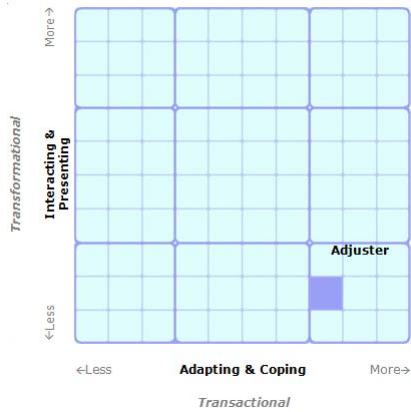 More→
Transformational
Interacting &
Presenting
Adjuster
←Less
←Less
Adapting & Coping
More→
Transactional